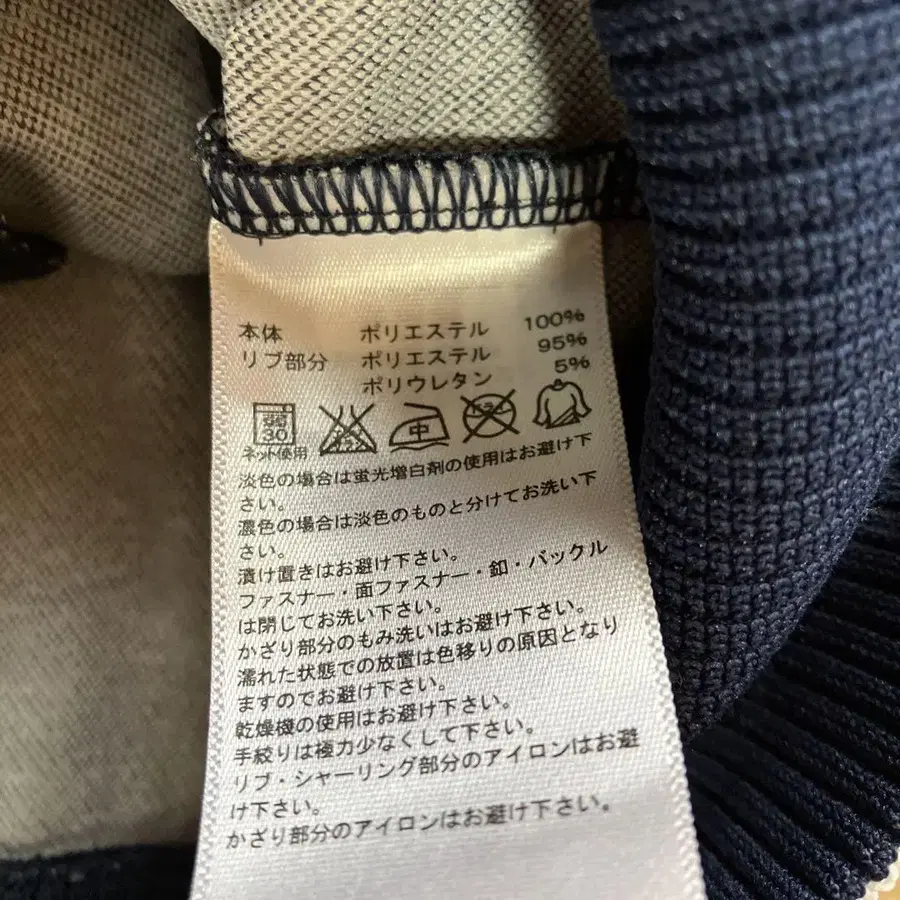 本体 ポリエステル 100%
リブ部分 ポリエステル 95%
ポリウレタン 5%
弱 30 中
ネット使用
淡色の場合は蛍光増白剤の使用はお避け下
さい。
濃色の場合は淡色のものと分けてお洗い下
さい。
漬け置きはお避け下さい。
ファスナー・面ファスナー・釦・バックル
は閉じてお洗い下さい。
かざり部分のもみ洗いはお避け下さい。
濡れた状態での放置は色移りの原因となり
ますのでお避け下さい。
乾燥機の使用はお避け下さい。
手絞りは極力少なくして下さい。
リブ・シャーリング部分のアイロンはお避
け下さい。
かざり部分のアイロンはお避け下さい。